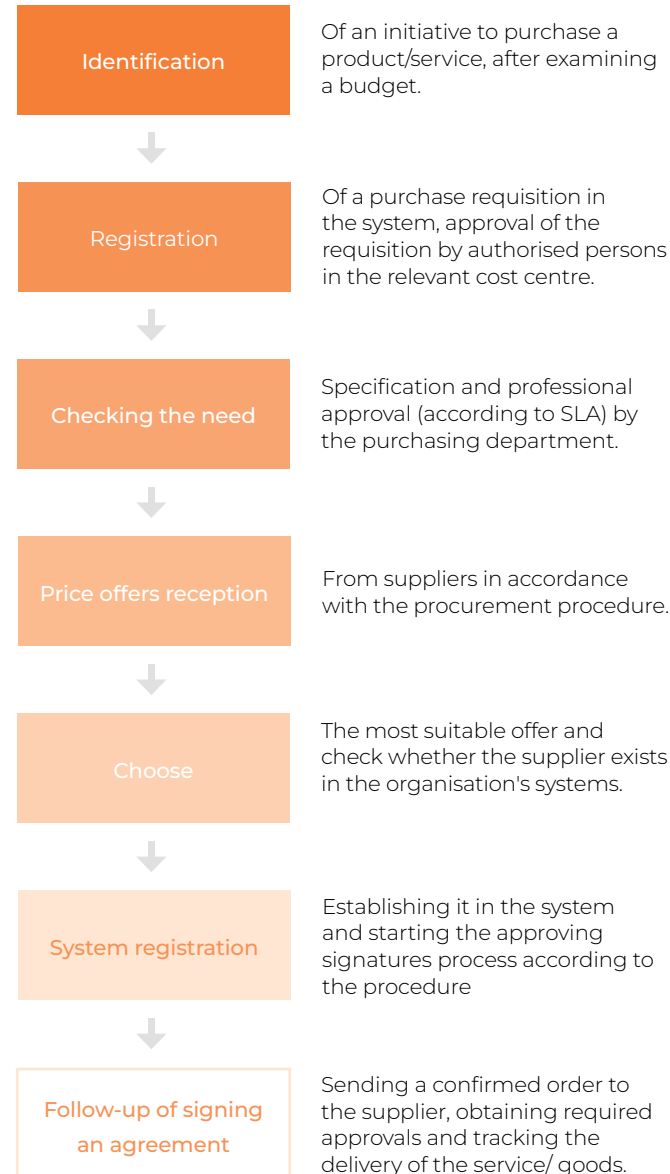 Identification
Of an initiative to purchase a
product/service, after examining
a budget.
Registration
Of a purchase requisition in
the system, approval of the
requisition by authorised persons
in the relevant cost centre.
Checking the need
Specification and professional
approval (according to SLA) by
the purchasing department.
Price offers reception
From suppliers in accordance
with the procurement procedure.
Choose
The most suitable offer and
check whether the supplier exists
in the organisation's systems.
System registration
Establishing it in the system
and starting the approving
signatures process according to
the procedure
Follow-up of signing
an agreement
Sending a confirmed order to
the supplier, obtaining required
approvals and tracking the
delivery of the service/ goods.